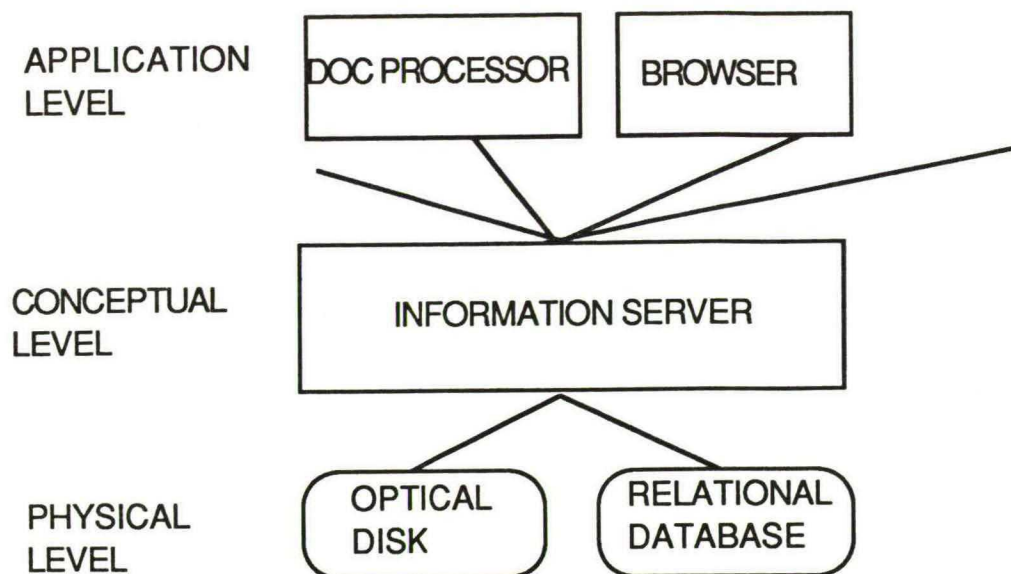 APPLICATION
LEVEL
DOC PROCESSOR
BROWSER
CONCEPTUAL
LEVEL
INFORMATION SERVER
PHYSICAL
LEVEL
OPTICAL
DISK
RELATIONAL
DATABASE